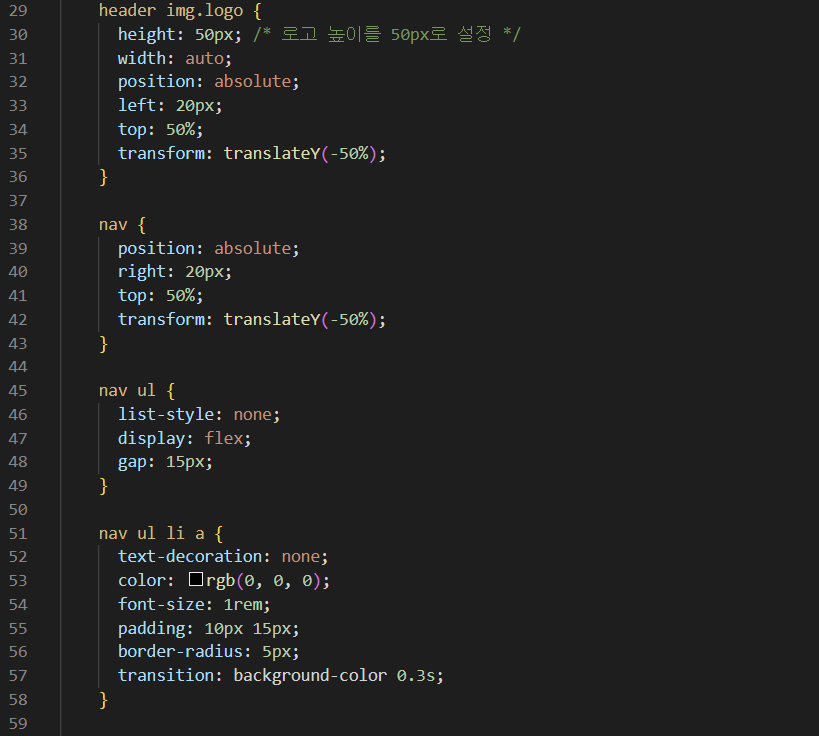 29 header img.logo {
30 height: 50px; /* 로고 높이를 50px로 설정 */
31 width: auto;
32 position: absolute;
33 left: 20px;
34 top: 50%;
35 transform: translateY(-50%);
36 }
37
38 nav {
39 position: absolute;
40 right: 20px;
41 top: 50%;
42 transform: translateY(-50%);
43 }
44
45 nav ul {
46 list-style: none;
47 display: flex;
48 gap: 15px;
49 }
50
51 nav ul li a {
52 text-decoration: none;
53 color: rgb(0, 0, 0);
54 font-size: 1rem;
55 padding: 10px 15px;
56 border-radius: 5px;
57 transition: background-color 0.3s;
58 }
59